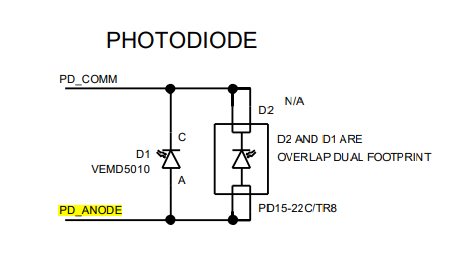 PHOTODIODE
PD_COMM
N/A
D2
C
D2 AND D1 ARE
D1
OVERLAP DUAL FOOTPRINT
VEMD5010
A
PD_ANODE
PD15-22C/TR8